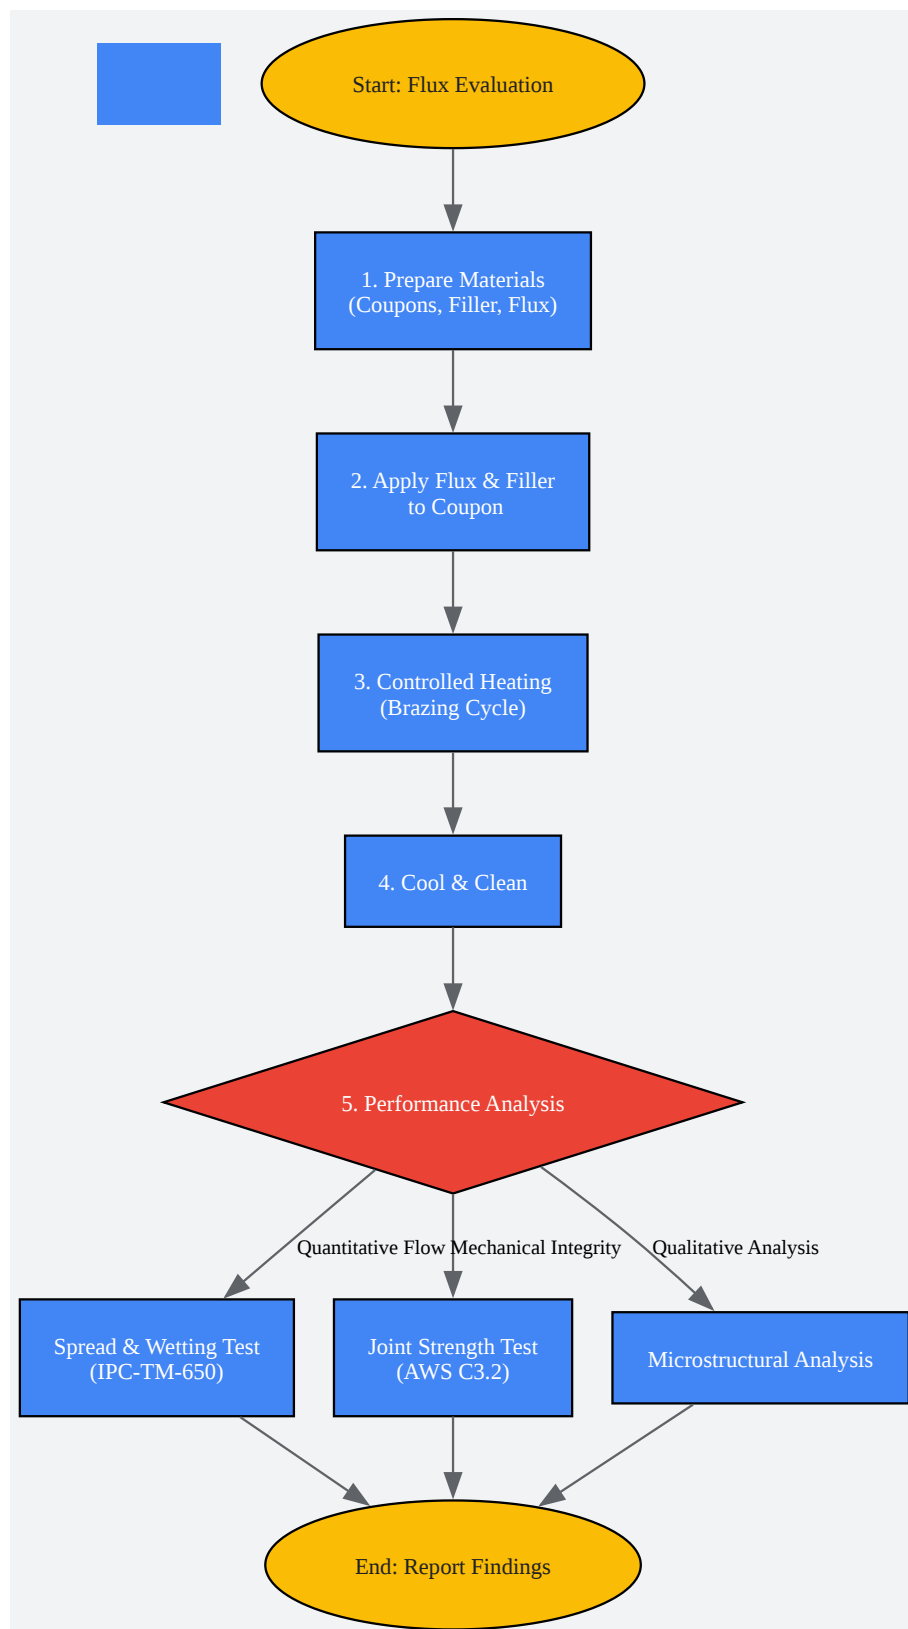 Start: Flux Evaluation
1. Prepare Materials
(Coupons, Filler, Flux)
2. Apply Flux & Filler
to Coupon
3. Controlled Heating
(Brazing Cycle)
4. Cool & Clean
5. Performance Analysis
Quantitative Flow
Mechanical Integrity
Qualitative Analysis
Spread & Wetting Test
(IPC-TM-650)
Joint Strength Test
(AWS C3.2)
Microstructural Analysis
End: Report Findings